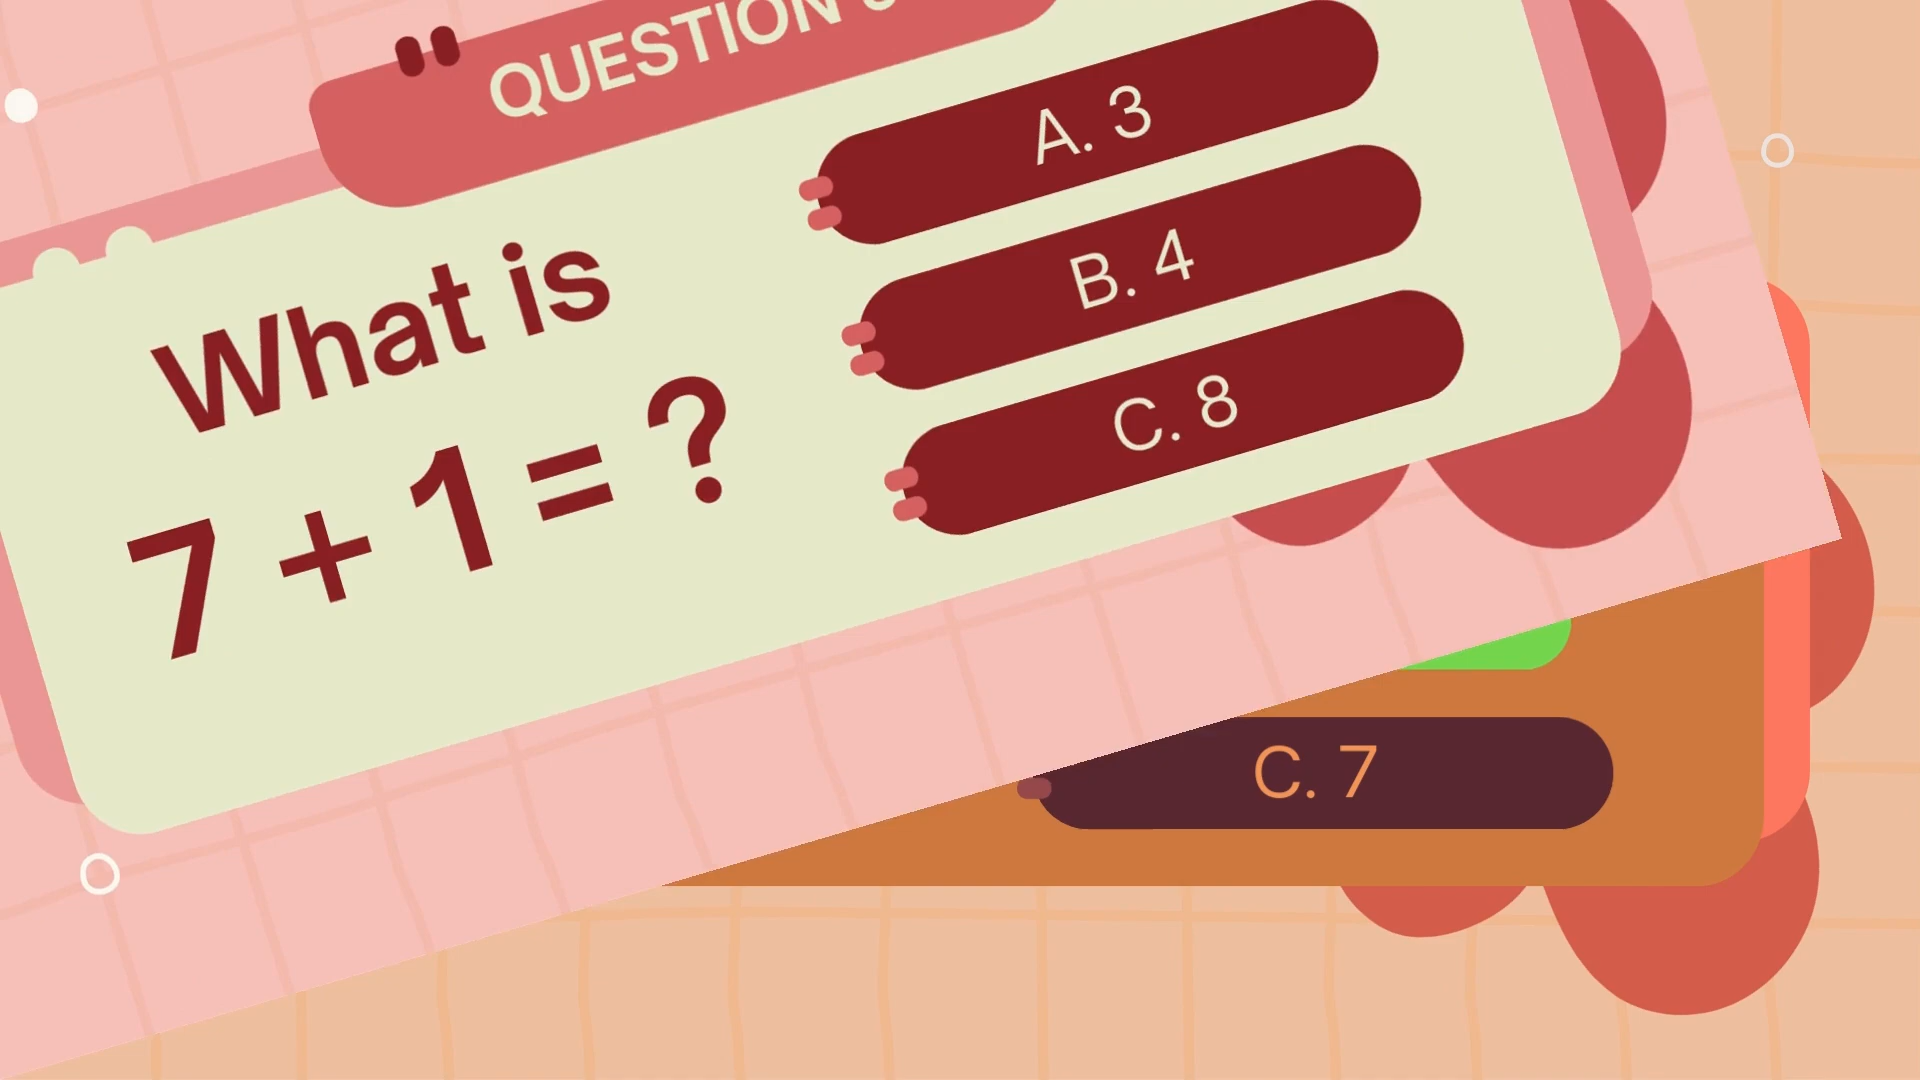 QUESTION
What is
7 + 1 = ?
A. 3
B. 4
C. 8
C. 7